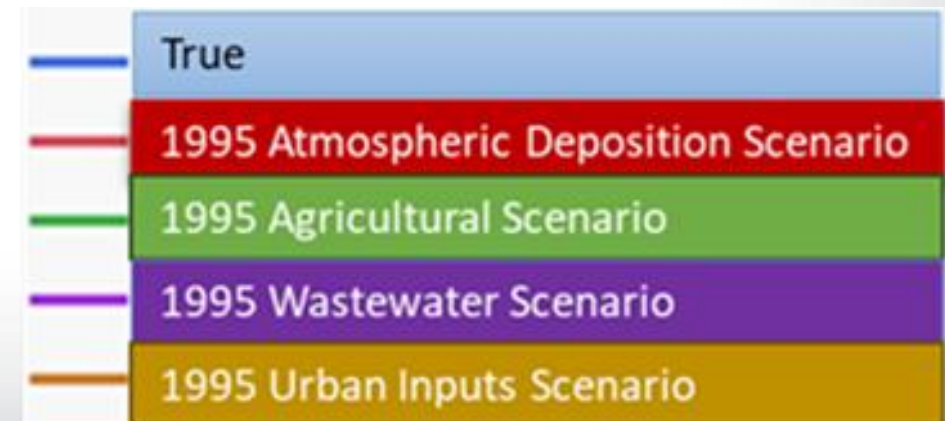 True
1995 Atmospheric Deposition Scenario
1995 Agricultural Scenario
1995 Wastewater Scenario
1995 Urban Inputs Scenario